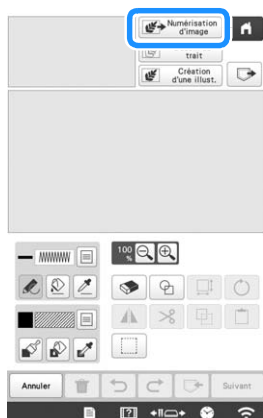 Numérisation
d'image
trait
Création
d'une illust.
100
%
Annuler
Suivant